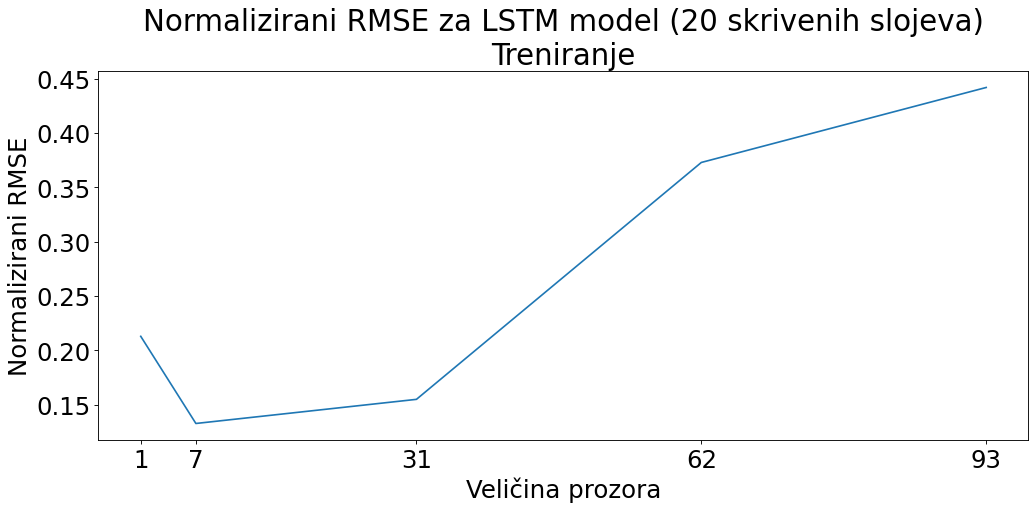 Normalizirani RMSE za LSTM model (20 skrivenih slojeva)
Treniranje
Normalizirani RMSE
0.45
0.40
0.35
0.30
0.25
0.20
0.15
1 7 31 62 93
Veličina prozora